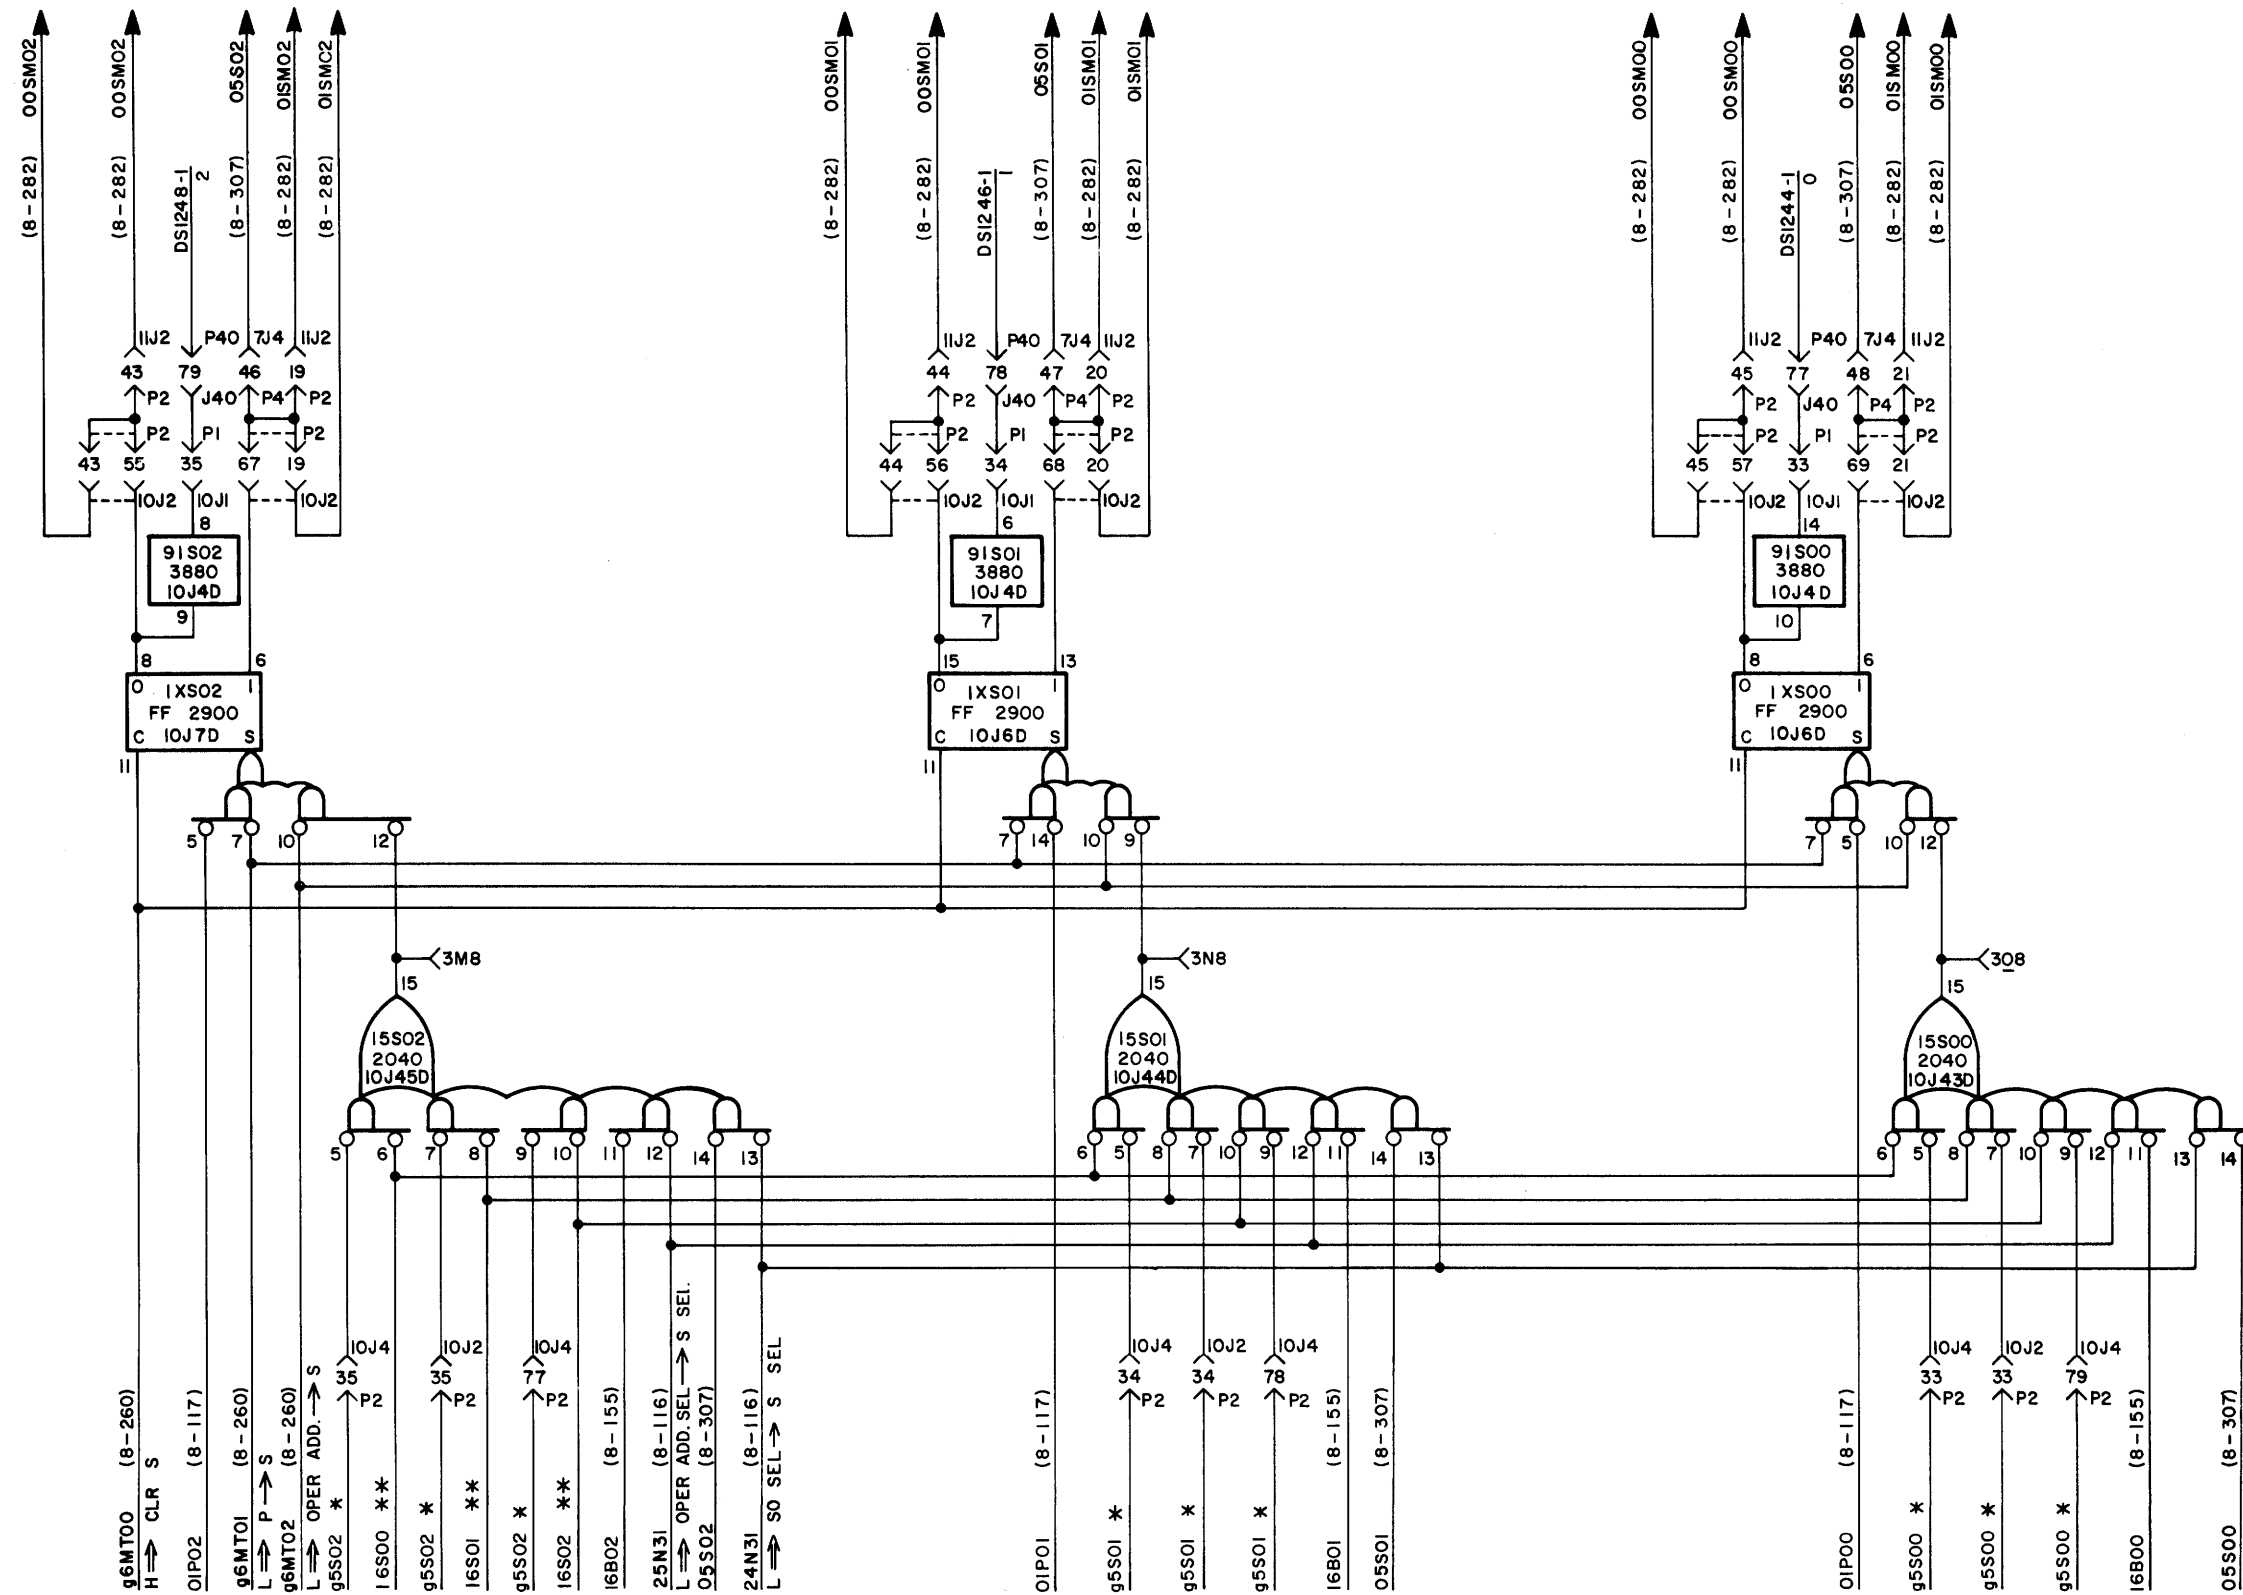 (8-282) 00SM02
(8-282) 00SM02
DS1248-1
2
(8-307) 05S02
(8-282) 01SM02
(8-282) 01SM02
(8-282) 00SM01
(8-282) 00SM01
DS1246-1
1
(8-307) 05S01
(8-282) 01SM01
(8-282) 01SM01
(8-282) 00SM00
(8-282) 00SM00
DS1244-1
0
(8-307) 05S00
(8-282) 01SM00
(8-282) 01SM00
11J2 P40 7J4 11J2
43 79 46 19
P2 J40 P4 P2
P2 P1 P2
43 55 35 67 19
10J2 10J1 10J2
8
91S02
3880
10J4D
9
8 6
0 1XS02 1
FF 2900
C 10J7D S
11
5 7 10 12
11J2 P40 7J4 11J2
44 78 47 20
P2 J40 P4 P2
P2 P1 P2
44 56 34 68 20
10J2 10J1 10J2
6
91S01
3880
10J4D
7
15 13
0 1XS01 1
FF 2900
C 10J6D S
11
7 14 10 9
11J2 P40 7J4 11J2
45 77 48 21
P2 J40 P4 P2
P2 P1 P2
45 57 33 69 21
10J2 10J1 10J2
14
91S00
3880
10J4D
10
8 6
0 1XS00 1
FF 2900
C 10J6D S
11
7 5 10 12
3M8
15
15S02
2040
10J45D
5 6 7 8 9 10 11 12 14 13
3N8
15
15S01
2040
10J44D
6 5 8 7 10 9 12 11 14 13
3O8
15
15S00
2040
10J43D
6 5 8 7 10 9 12 11 13 14
10J4 10J2 10J4
35 35 77
P2 P2 P2
10J4 10J2 10J4
34 34 78
P2 P2 P2
10J4 10J2 10J4
33 33 79
P2 P2 P2
g6MT00 (8-260)
H⇒ CLR S
01P02 (8-117)
g6MT01 (8-260)
L⇒ P→S
g6MT02 (8-260)
L⇒ OPER ADD.→S
g5S02 *
16S00 **
g5S02 *
16S01 **
g5S02 *
16S02 **
16B02 (8-155)
25N31 (8-116)
L⇒ OPER ADD. SEL→S SEL.
05S02 (8-307)
24N31 (8-116)
L⇒ SO SEL→S SEL
01P01 (8-117)
g5S01 *
g5S01 *
g5S01 *
16B01 (8-155)
05S01 (8-307)
01P00 (8-117)
g5S00 *
g5S00 *
g5S00 *
16B00 (8-155)
05S00 (8-307)